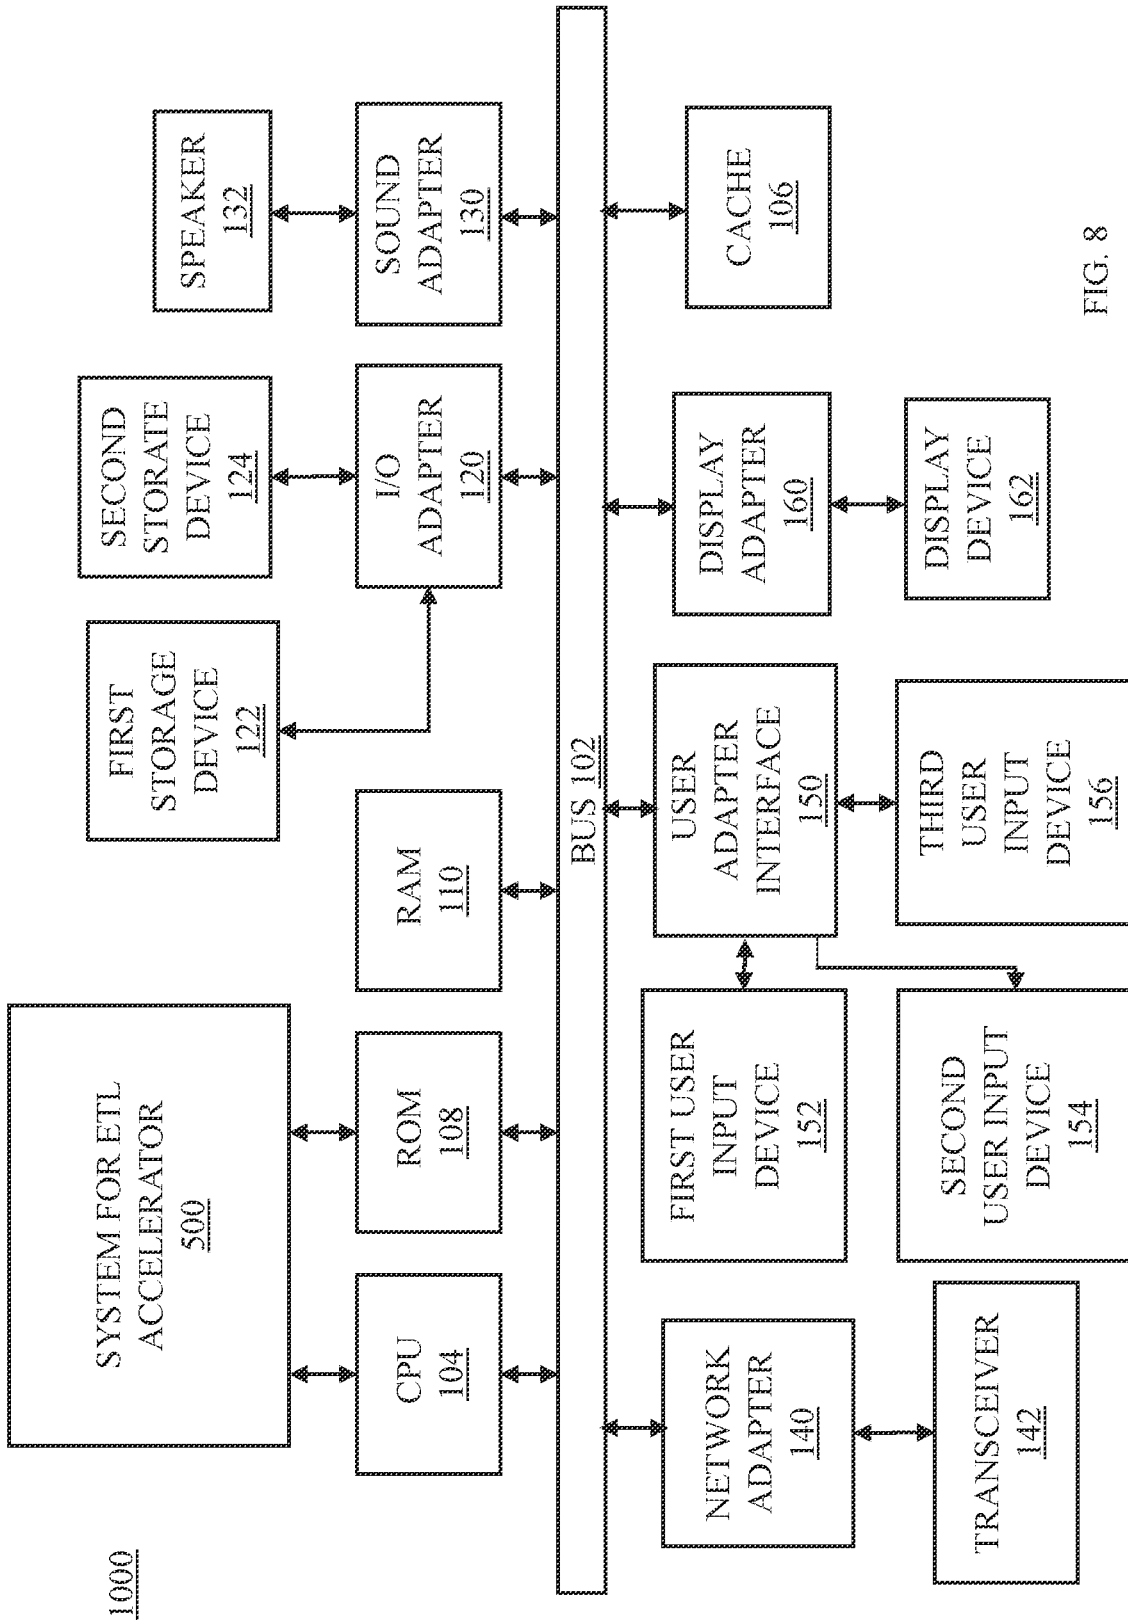 1000
SYSTEM FOR ETL
ACCELERATOR
500
FIRST
STORAGE
DEVICE
122
SECOND
STORATE
DEVICE
124
SPEAKER
132
CPU
104
ROM
108
RAM
110
I/O
ADAPTER
120
SOUND
ADAPTER
130
BUS 102
NETWORK
ADAPTER
140
FIRST USER
INPUT
DEVICE
152
USER
ADAPTER
INTERFACE
150
DISPLAY
ADAPTER
160
CACHE
106
TRANSCEIVER
142
SECOND
USER INPUT
DEVICE
154
THIRD
USER
INPUT
DEVICE
156
DISPLAY
DEVICE
162
FIG. 8